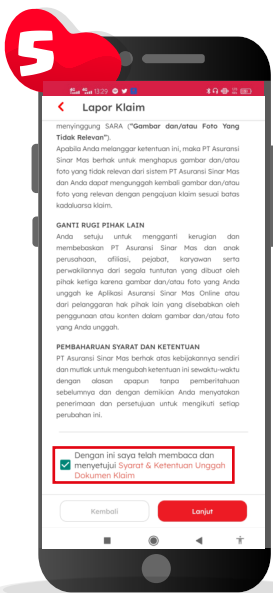 5
13:29
Lapor Klaim
menyinggung SARA ("Gambar dan/atau Foto Yang
Tidak Relevan").
Apabila Anda melanggar ketentuan ini, maka PT Asuransi
Sinar Mas berhak untuk menghapus gambar dan/atau
foto yang tidak relevan dari sistem PT Asuransi Sinar Mas
dan Anda dapat mengunggah kembali gambar dan/atau
foto yang relevan dengan pengajuan klaim sesuai batas
kadaluarsa klaim.
GANTI RUGI PIHAK LAIN
Anda setuju untuk mengganti kerugian dan
membebaskan PT Asuransi Sinar Mas dan anak
perusahaan, afiliasi, pejabat, karyawan serta
perwakilannya dari segala tuntutan yang dibuat oleh
pihak ketiga karena gambar dan/atau foto yang Anda
unggah ke Aplikasi Asuransi Sinar Mas Online atau
dari pelanggaran hak pihak lain yang disebabkan oleh
penggunaan atau konten dalam gambar dan/atau foto
yang Anda unggah.
PEMBAHARUAN SYARAT DAN KETENTUAN
PT Asuransi Sinar Mas berhak atas kebijakannya sendiri
dan mutlak untuk mengubah ketentuan ini sewaktu-waktu
dengan alasan apapun tanpa pemberitahuan
sebelumnya dan dengan demikian Anda menyatakan
penerimaan dan persetujuan untuk mengikuti setiap
perubahan ini.
Dengan ini saya telah membaca dan
menyetujui Syarat & Ketentuan Unggah
Dokumen Klaim
Kembali
Lanjut